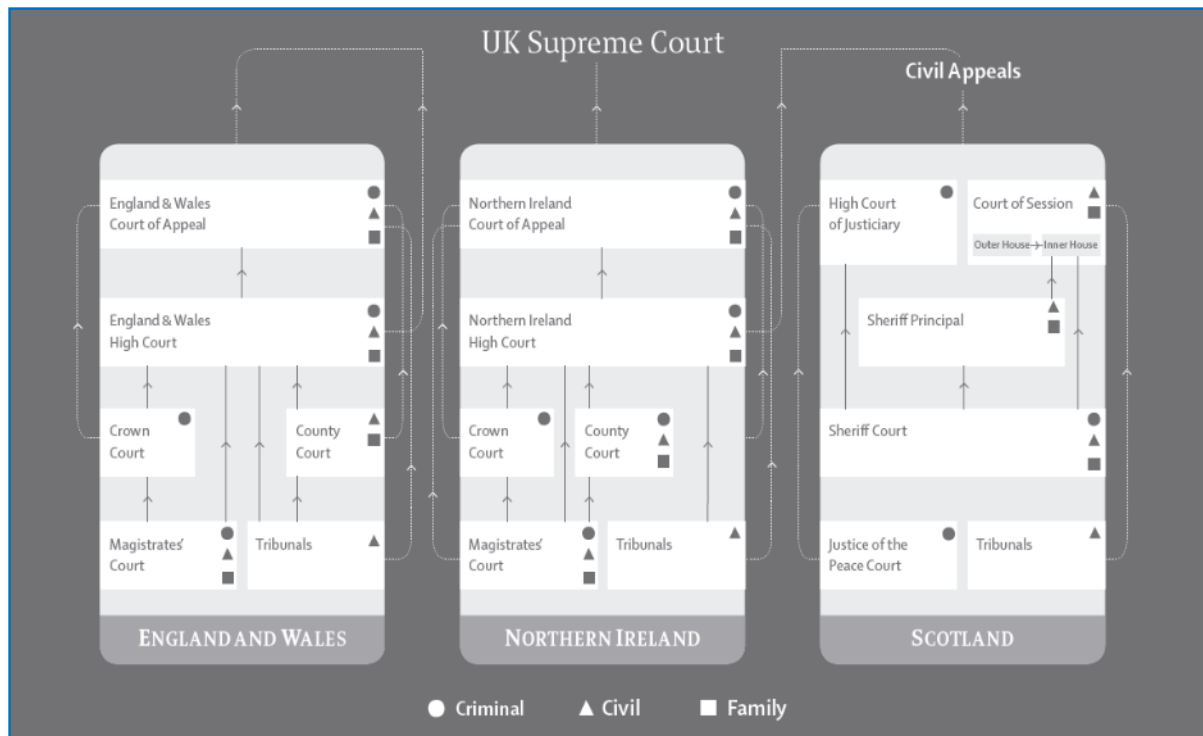 UK Supreme Court
Civil Appeals
England & Wales
Court of Appeal
England & Wales
High Court
Crown
Court
County
Court
Magistrates'
Court
Tribunals
ENGLAND AND WALES
Northern Ireland
Court of Appeal
Northern Ireland
High Court
Crown
Court
County
Court
Magistrates'
Court
Tribunals
NORTHERN IRELAND
High Court
of Justiciary
Court of Session
Outer House
Inner House
Sheriff Principal
Sheriff Court
Justice of the
Peace Court
Tribunals
SCOTLAND
Criminal
Civil
Family